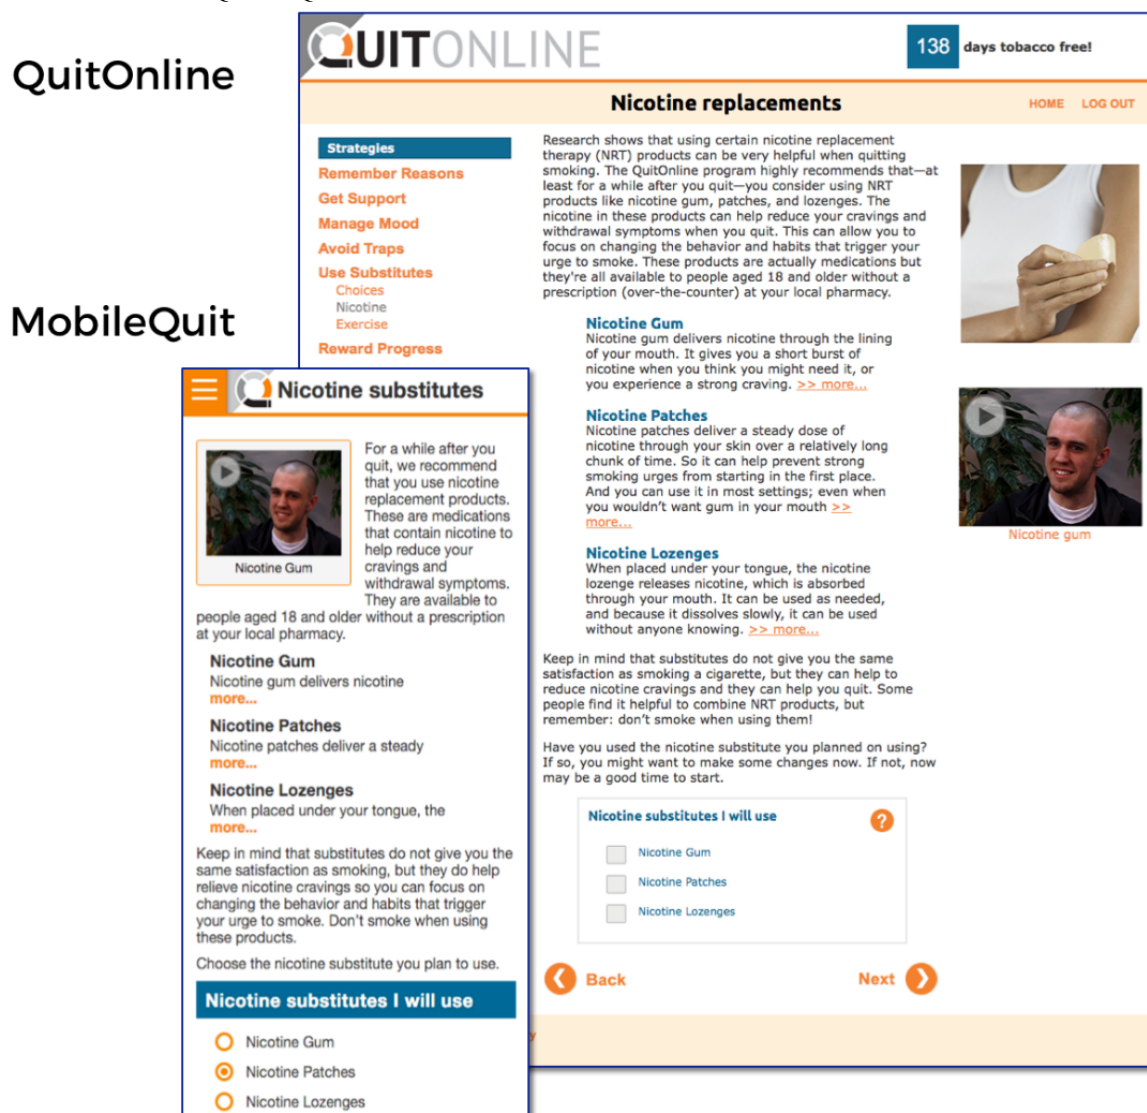 QuitOnline
MobileQuit
QUITONLINE
138 days tobacco free!
Nicotine replacements
HOME LOG OUT
Strategies
Remember Reasons
Get Support
Manage Mood
Avoid Traps
Use Substitutes
Choices
Nicotine
Exercise
Reward Progress
Research shows that using certain nicotine replacement
therapy (NRT) products can be very helpful when quitting
smoking. The QuitOnline program highly recommends that—at
least for a while after you quit—you consider using NRT
products like nicotine gum, patches, and lozenges. The
nicotine in these products can help reduce your cravings and
withdrawal symptoms when you quit. This can allow you to
focus on changing the behavior and habits that trigger your
urge to smoke. These products are actually medications but
they're all available to people aged 18 and older without a
prescription (over-the-counter) at your local pharmacy.
Nicotine Gum
Nicotine gum delivers nicotine through the lining
of your mouth. It gives you a short burst of
nicotine when you think you might need it, or
you experience a strong craving. >> more...
Nicotine Patches
Nicotine patches deliver a steady dose of
nicotine through your skin over a relatively long
chunk of time. So it can help prevent strong
smoking urges from starting in the first place.
And you can use it in most settings; even when
you wouldn't want gum in your mouth >>
more...
Nicotine Lozenges
When placed under your tongue, the nicotine
lozenge releases nicotine, which is absorbed
through your mouth. It can be used as needed,
and because it dissolves slowly, it can be used
without anyone knowing. >> more...
Keep in mind that substitutes do not give you the same
satisfaction as smoking a cigarette, but they can help to
reduce nicotine cravings and they can help you quit. Some
people find it helpful to combine NRT products, but
remember: don't smoke when using them!
Have you used the nicotine substitute you planned on using?
If so, you might want to make some changes now. If not, now
may be a good time to start.
Nicotine substitutes I will use
?
Nicotine Gum
Nicotine Patches
Nicotine Lozenges
Back
Next
Nicotine gum
Nicotine substitutes
For a while after you
quit, we recommend
that you use nicotine
replacement products.
These are medications
that contain nicotine to
help reduce your
cravings and
withdrawal symptoms.
They are available to
Nicotine Gum
people aged 18 and older without a prescription
at your local pharmacy.
Nicotine Gum
Nicotine gum delivers nicotine
more...
Nicotine Patches
Nicotine patches deliver a steady
more...
Nicotine Lozenges
When placed under your tongue, the
more...
Keep in mind that substitutes do not give you the
same satisfaction as smoking, but they do help
relieve nicotine cravings so you can focus on
changing the behavior and habits that trigger
your urge to smoke. Don't smoke when using
these products.
Choose the nicotine substitute you plan to use.
Nicotine substitutes I will use
Nicotine Gum
Nicotine Patches
Nicotine Lozenges